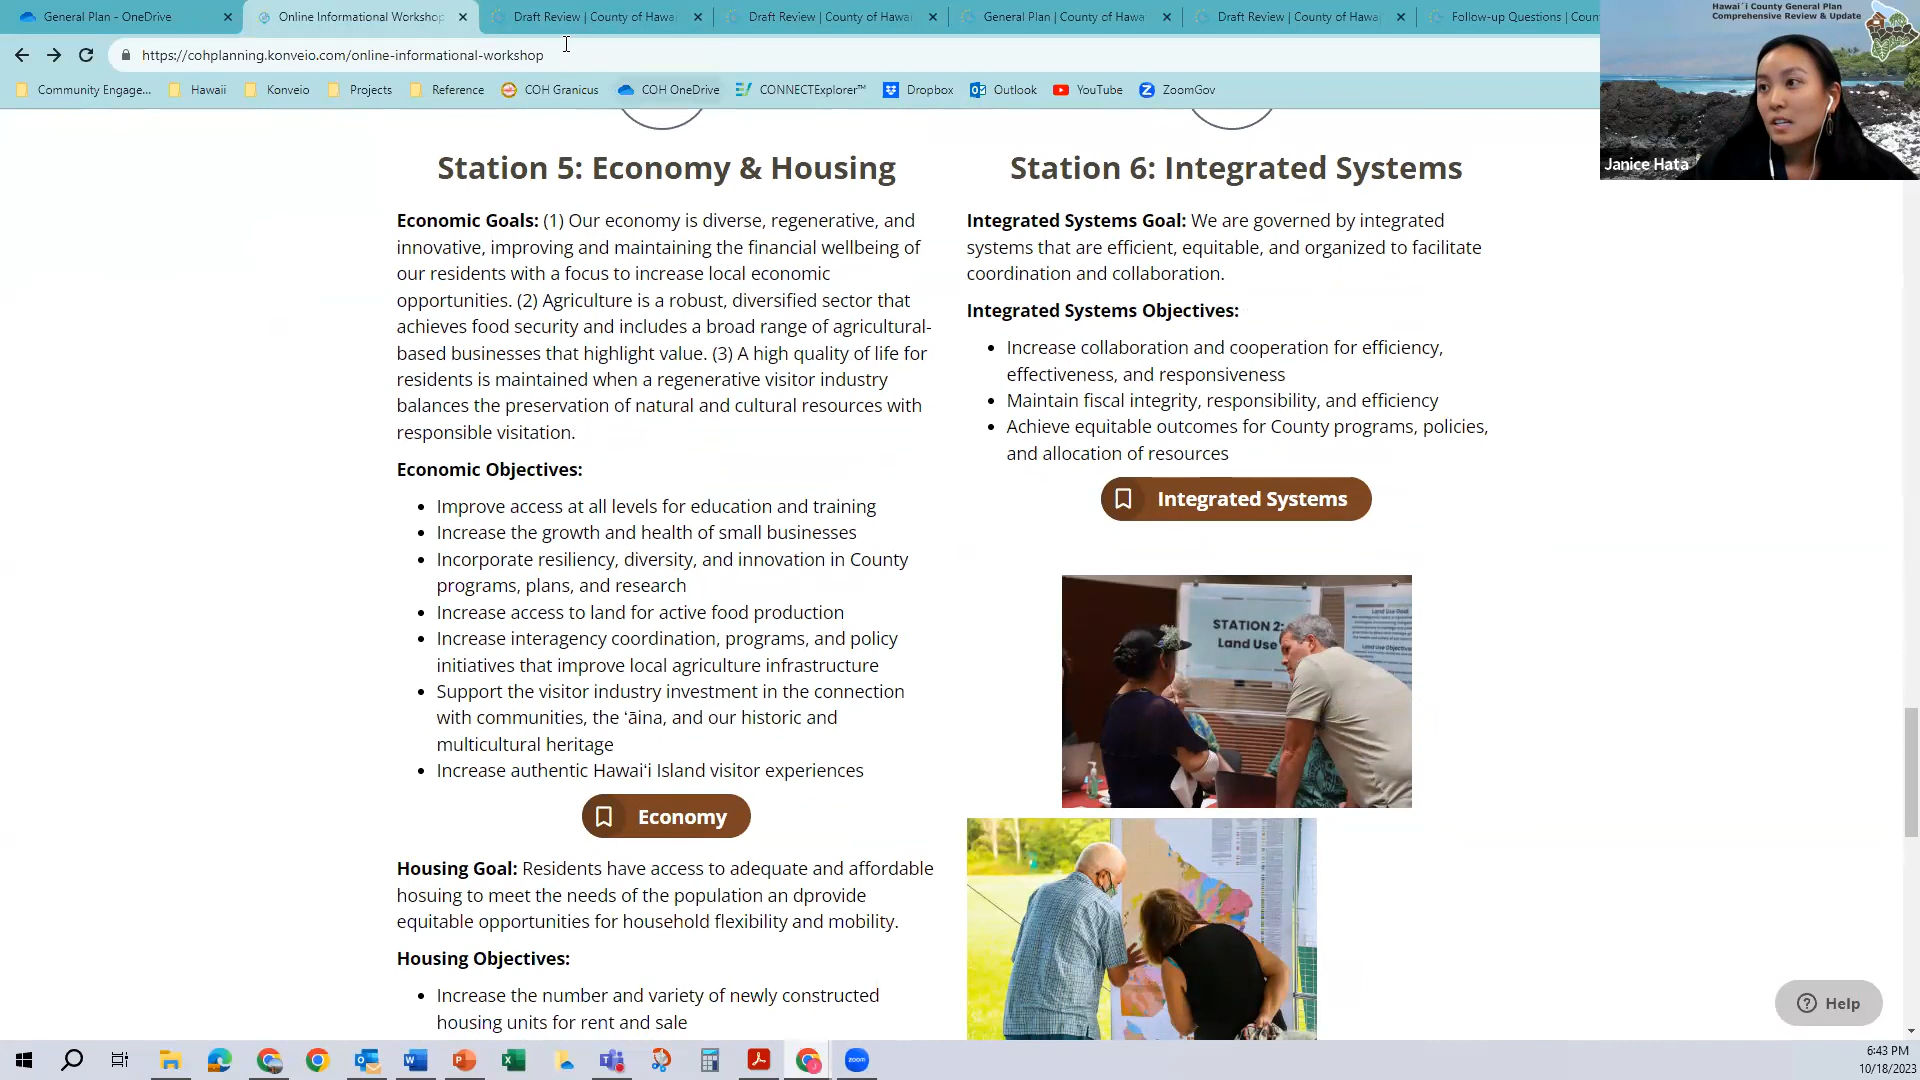 General Plan - OneDrive
Online Informational Workshop
Draft Review | County of Hawa
Draft Review | County of Hawai
General Plan | County of Hawa
Draft Review | County of Hawa
Follow-up Questions | Coun
https://cohplanning.konveio.com/online-informational-workshop
Community Engage...
Hawaii
Konveio
Projects
Reference
COH Granicus
COH OneDrive
CONNECTExplorer™
Dropbox
Outlook
YouTube
ZoomGov
Hawaiʻi County General Plan
Comprehensive Review & Update
Janice Hata
Station 5: Economy & Housing
Economic Goals: (1) Our economy is diverse, regenerative, and
innovative, improving and maintaining the financial wellbeing of
our residents with a focus to increase local economic
opportunities. (2) Agriculture is a robust, diversified sector that
achieves food security and includes a broad range of agricultural-
based businesses that highlight value. (3) A high quality of life for
residents is maintained when a regenerative visitor industry
balances the preservation of natural and cultural resources with
responsible visitation.
Economic Objectives:
• Improve access at all levels for education and training
• Increase the growth and health of small businesses
• Incorporate resiliency, diversity, and innovation in County
programs, plans, and research
• Increase access to land for active food production
• Increase interagency coordination, programs, and policy
initiatives that improve local agriculture infrastructure
• Support the visitor industry investment in the connection
with communities, the ʻāina, and our historic and
multicultural heritage
• Increase authentic Hawaiʻi Island visitor experiences
Economy
Housing Goal: Residents have access to adequate and affordable
hosuing to meet the needs of the population an dprovide
equitable opportunities for household flexibility and mobility.
Housing Objectives:
• Increase the number and variety of newly constructed
housing units for rent and sale
Station 6: Integrated Systems
Integrated Systems Goal: We are governed by integrated
systems that are efficient, equitable, and organized to facilitate
coordination and collaboration.
Integrated Systems Objectives:
• Increase collaboration and cooperation for efficiency,
effectiveness, and responsiveness
• Maintain fiscal integrity, responsibility, and efficiency
• Achieve equitable outcomes for County programs, policies,
and allocation of resources
Integrated Systems
STATION 2:
Land Use
Land Use Goal
Help
zoom
6:43 PM
10/18/2023